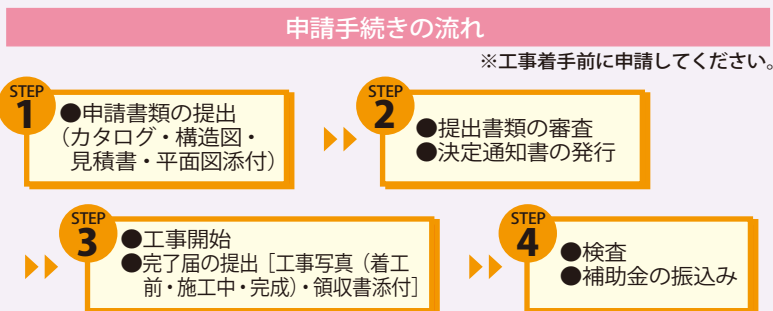 申請手続きの流れ
※工事着手前に申請してください。
STEP
1
●申請書類の提出
（カタログ・構造図・
見積書・平面図添付）
STEP
2
●提出書類の審査
●決定通知書の発行
STEP
3
●工事開始
●完了届の提出［工事写真（着工
前・施工中・完成）・領収書添付］
STEP
4
●検査
●補助金の振込み